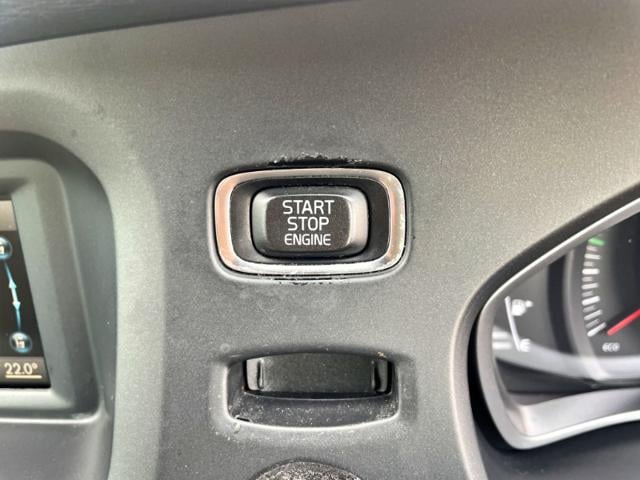 START
STOP
ENGINE
22.0°
eco
E